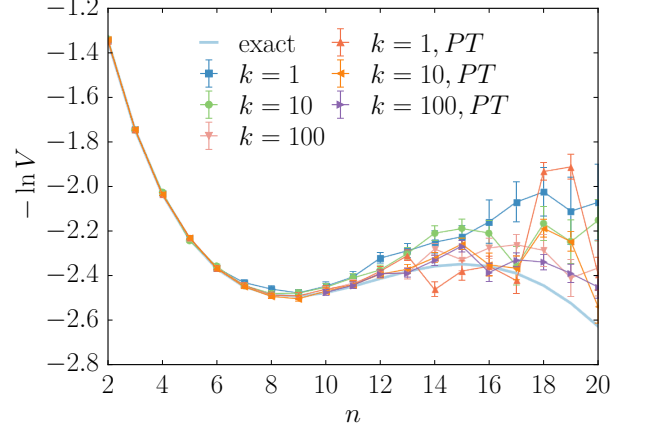 −1.2
−1.4
−1.6
−1.8
−2.0
−2.2
−2.4
−2.6
−2.8
− ln V
exact
k = 1
k = 10
k = 100
k = 1, PT
k = 10, PT
k = 100, PT
2 4 6 8 10 12 14 16 18 20
n